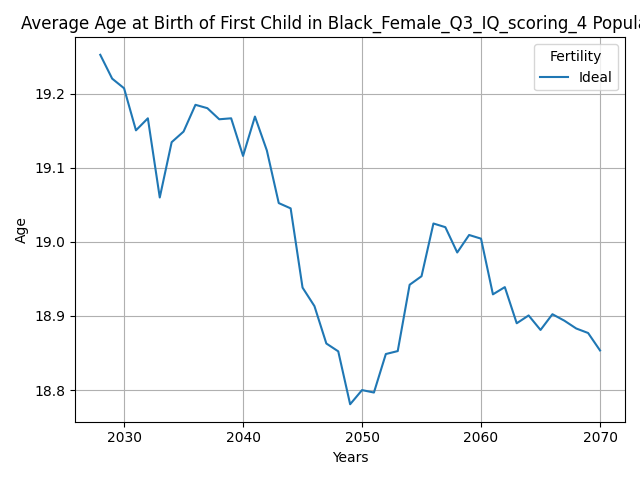 Average Age at Birth of First Child in Black_Female_Q3_IQ_scoring_4 Popula
Fertility
Ideal
19.2
19.1
19.0
18.9
18.8
Age
2030 2040 2050 2060 2070
Years